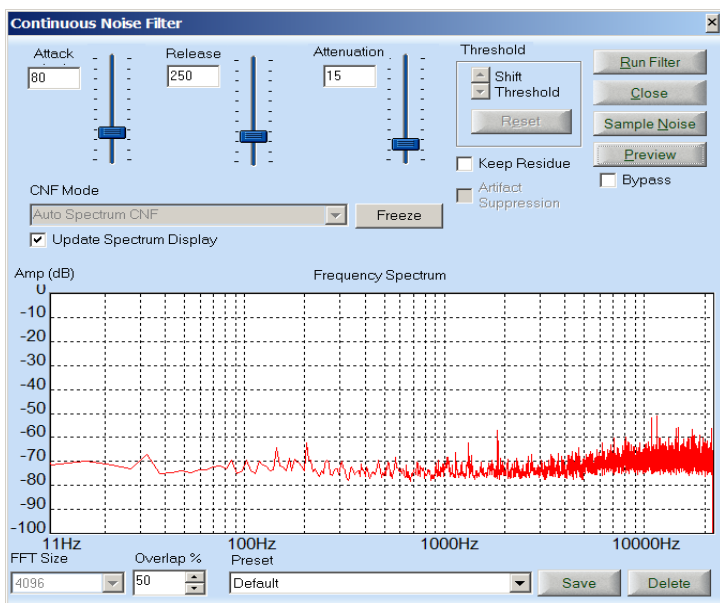 Continuous Noise Filter
Attack
80
Release
250
Attenuation
15
Threshold
Shift
Threshold
Reset
Keep Residue
Artifact
Suppression
Run Filter
Close
Sample Noise
Preview
Bypass
CNF Mode
Auto Spectrum CNF
Freeze
Update Spectrum Display
Amp (dB)
Frequency Spectrum
0
-10
-20
-30
-40
-50
-60
-70
-80
-90
-100
11Hz 100Hz 1000Hz 10000Hz
FFT Size
4096
Overlap %
50
Preset
Default
Save
Delete